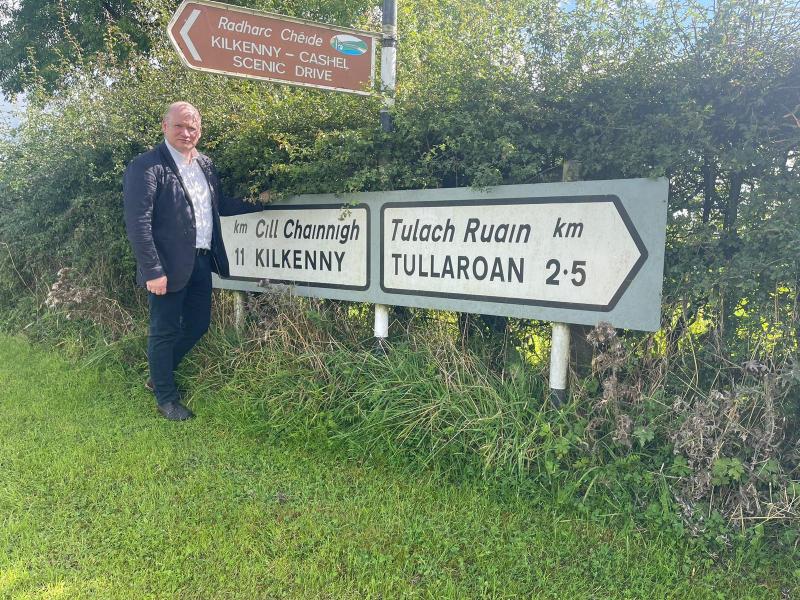 Radharc Chéide
KILKENNY – CASHEL
SCENIC DRIVE
km Cill Chainnigh
11 KILKENNY
Tulach Ruain km
TULLAROAN 2·5